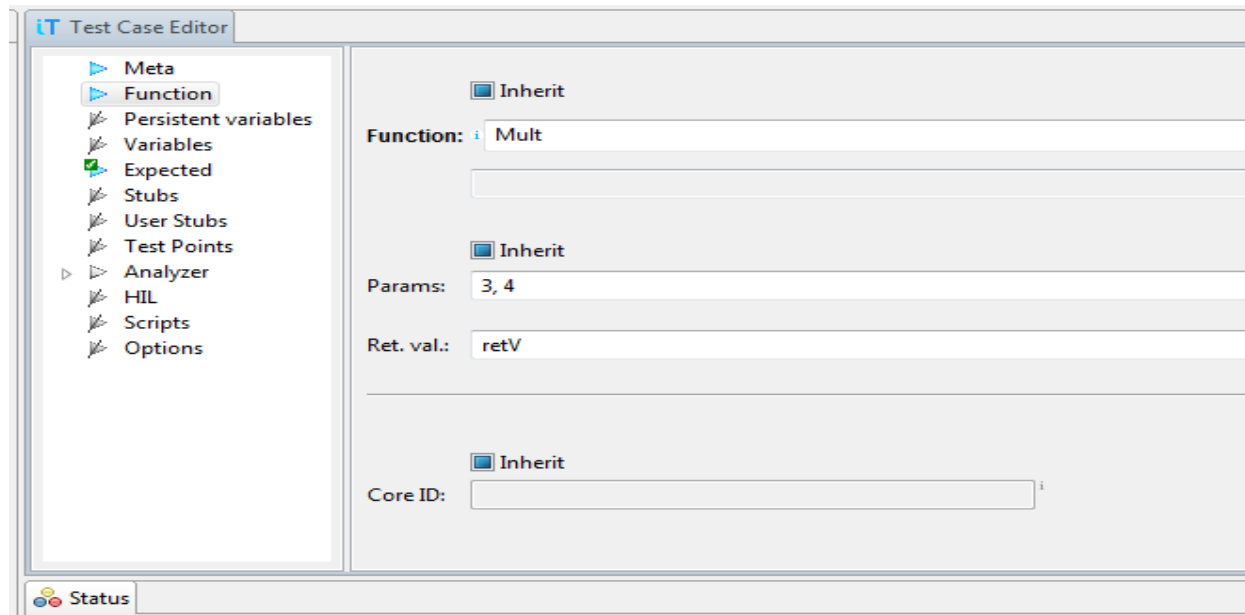 iT Test Case Editor
Meta
Function
Persistent variables
Variables
Expected
Stubs
User Stubs
Test Points
Analyzer
HIL
Scripts
Options
Inherit
Function: i Mult
Inherit
Params: 3, 4
Ret. val.: retV
Inherit
Core ID: i
Status